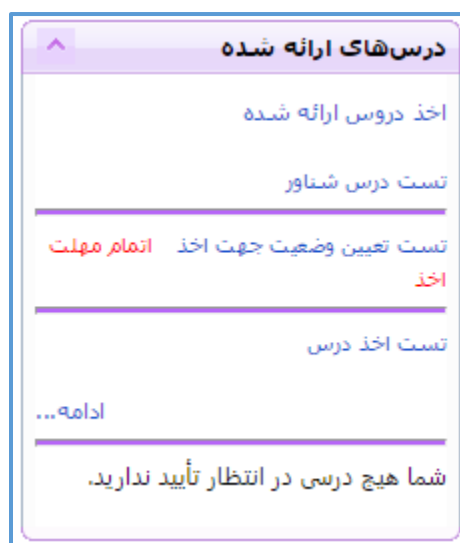 درس‌های ارائه شده
اخذ دروس ارائه شده
تست درس شناور
تست تعیین وضعیت جهت اخذ اتمام مهلت
اخذ
تست اخذ درس
ادامه...
شما هیچ درسی در انتظار تأیید ندارید.